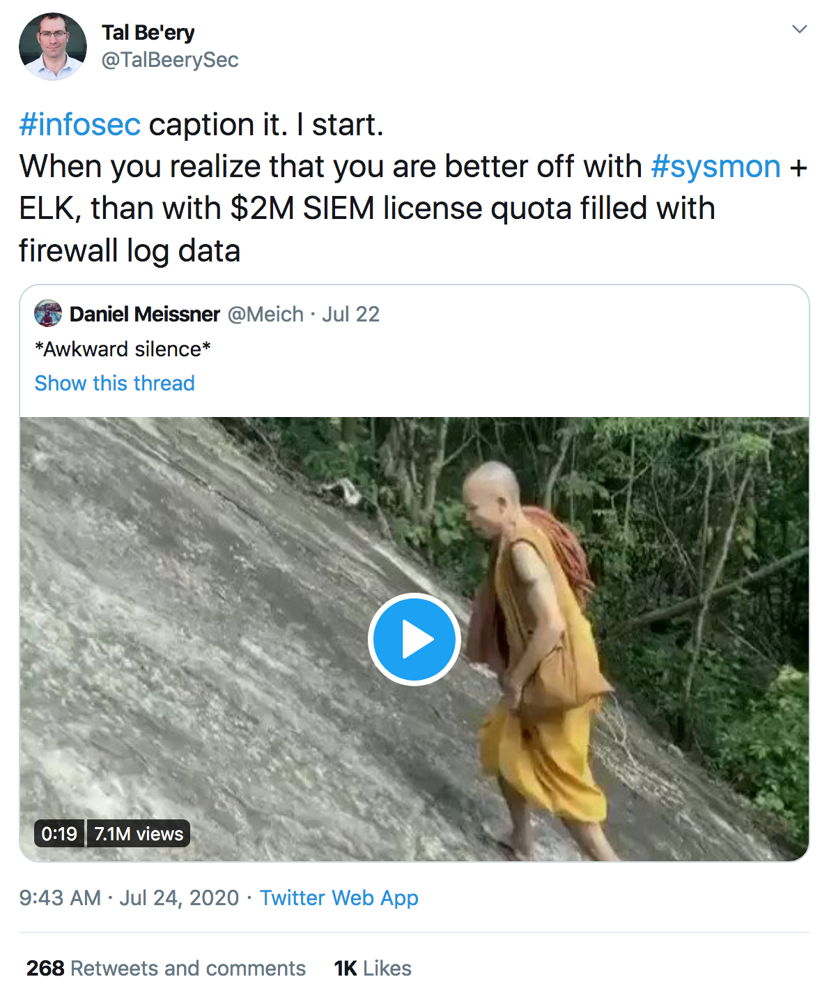 Tal Be'ery
@TalBeerySec
#infosec caption it. I start.
When you realize that you are better off with #sysmon +
ELK, than with $2M SIEM license quota filled with
firewall log data
Daniel Meissner @Meich · Jul 22
*Awkward silence*
Show this thread
0:19 7.1M views
9:43 AM · Jul 24, 2020 · Twitter Web App
268 Retweets and comments 1K Likes